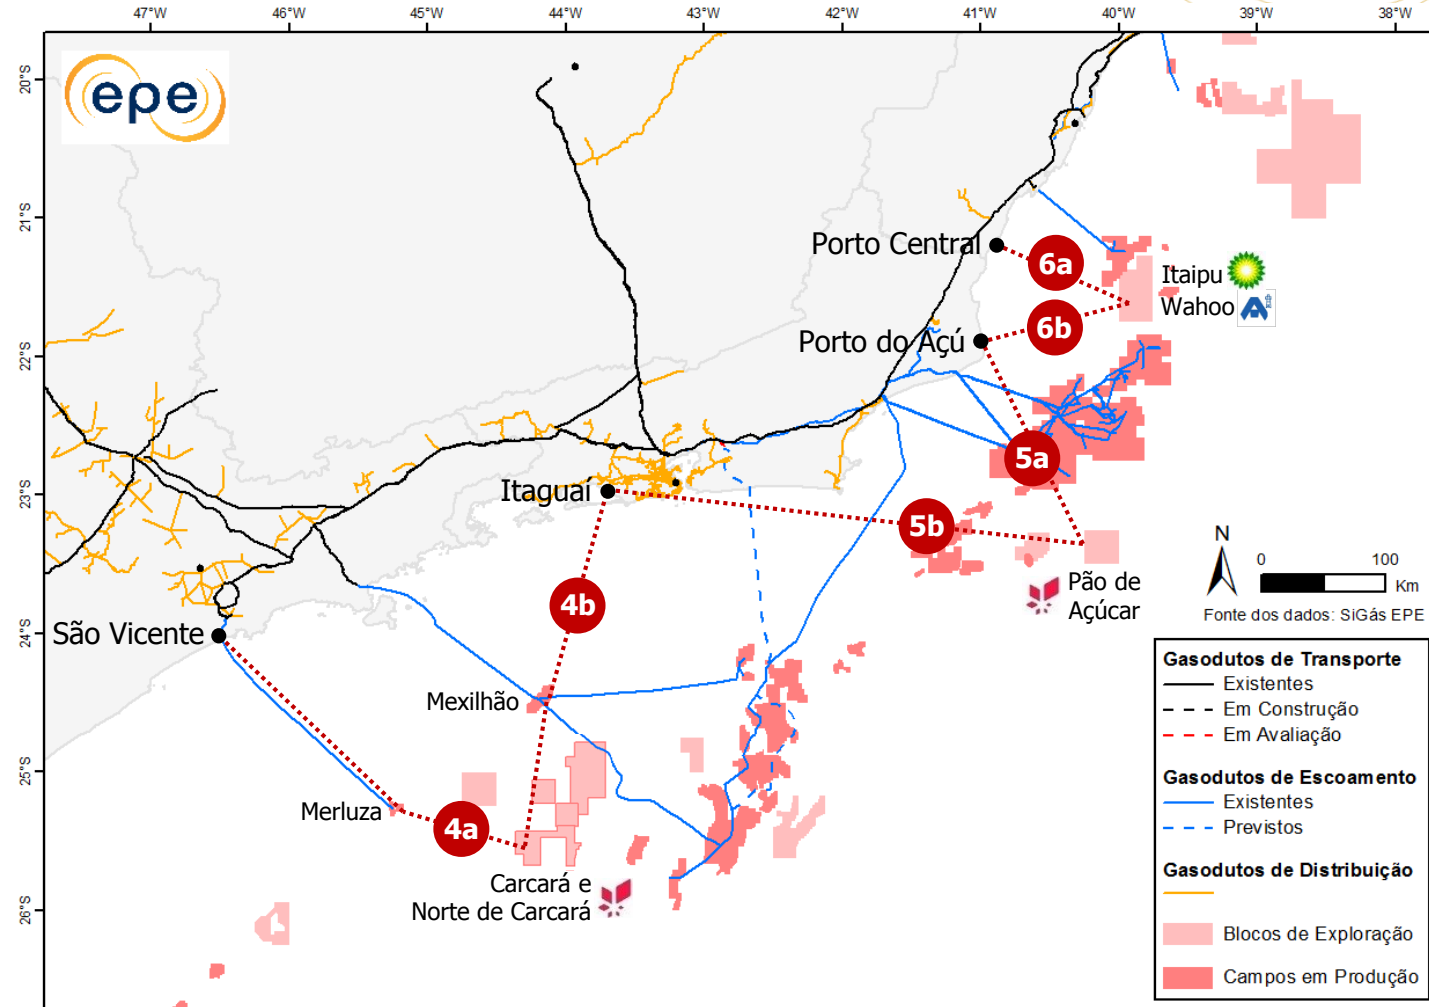 47°W 46°W 45°W 44°W 43°W 42°W 41°W 40°W 39°W 38°W
20°S
21°S
22°S
23°S
24°S
25°S
26°S
epe
Porto Central
6a
Itaipu
Wahoo
6b
Porto do Açú
5a
Itaguaí
5b
Pão de
Açúcar
4b
São Vicente
Mexilhão
Merluza
4a
Carcará e
Norte de Carcará
N
0 100
Km
Fonte dos dados: SiGás EPE
Gasodutos de Transporte
Existentes
Em Construção
Em Avaliação
Gasodutos de Escoamento
Existentes
Previstos
Gasodutos de Distribuição
Blocos de Exploração
Campos em Produção